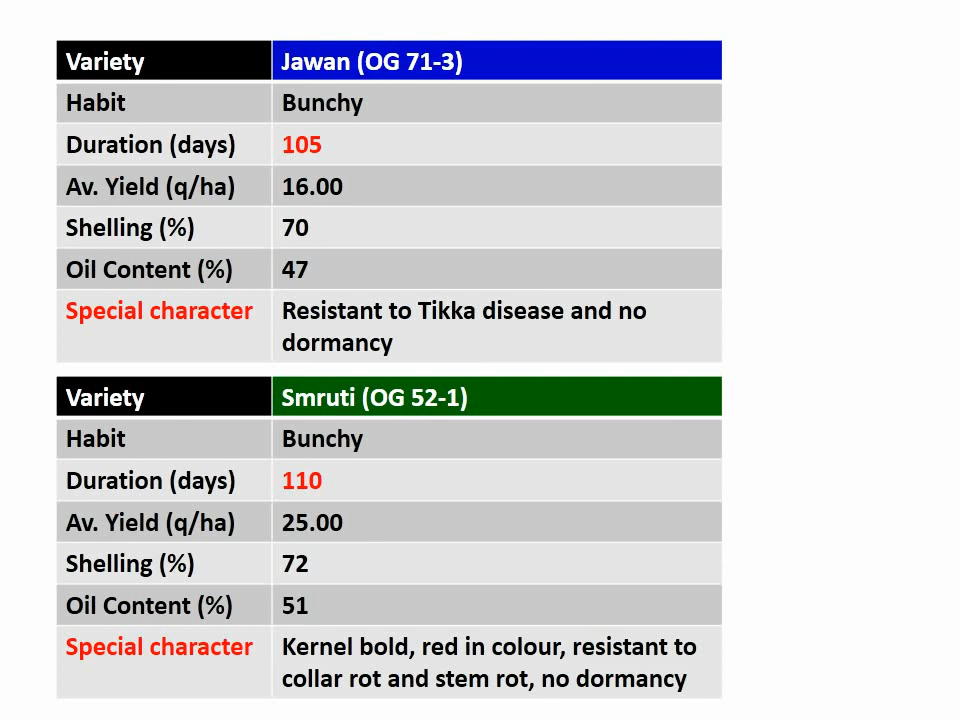 Variety Jawan (OG 71-3)
Habit Bunchy
Duration (days) 105
Av. Yield (q/ha) 16.00
Shelling (%) 70
Oil Content (%) 47
Special character Resistant to Tikka disease and no
dormancy
Variety Smruti (OG 52-1)
Habit Bunchy
Duration (days) 110
Av. Yield (q/ha) 25.00
Shelling (%) 72
Oil Content (%) 51
Special character Kernel bold, red in colour, resistant to
collar rot and stem rot, no dormancy